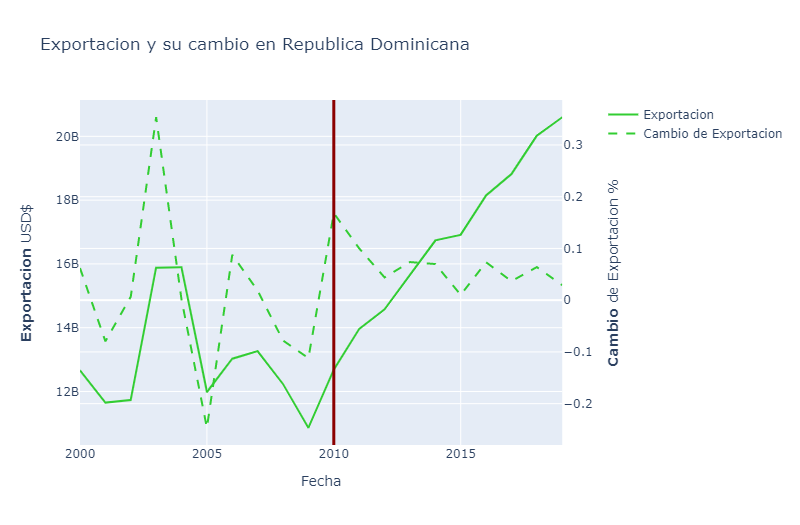 Exportacion y su cambio en Republica Dominicana
Exportacion
Cambio de Exportacion
20B
18B
16B
14B
12B
0.3
0.2
0.1
0
−0.1
−0.2
Exportacion USD$
Cambio de Exportacion %
2000
2005
2010
2015
Fecha